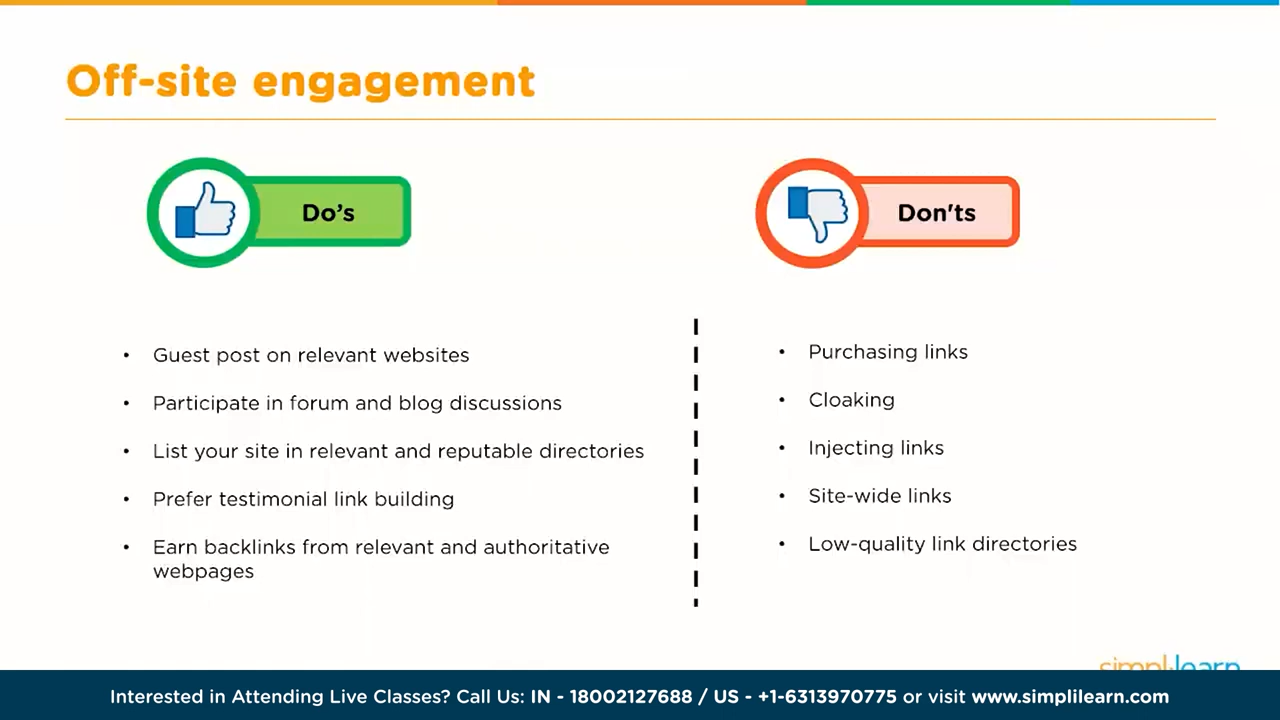 Off-site engagement
Do's
Don'ts
• Guest post on relevant websites
• Participate in forum and blog discussions
• List your site in relevant and reputable directories
• Prefer testimonial link building
• Earn backlinks from relevant and authoritative
webpages
• Purchasing links
• Cloaking
• Injecting links
• Site-wide links
• Low-quality link directories
simplilearn
Interested in Attending Live Classes? Call Us: IN - 18002127688 / US - +1-6313970775 or visit www.simplilearn.com